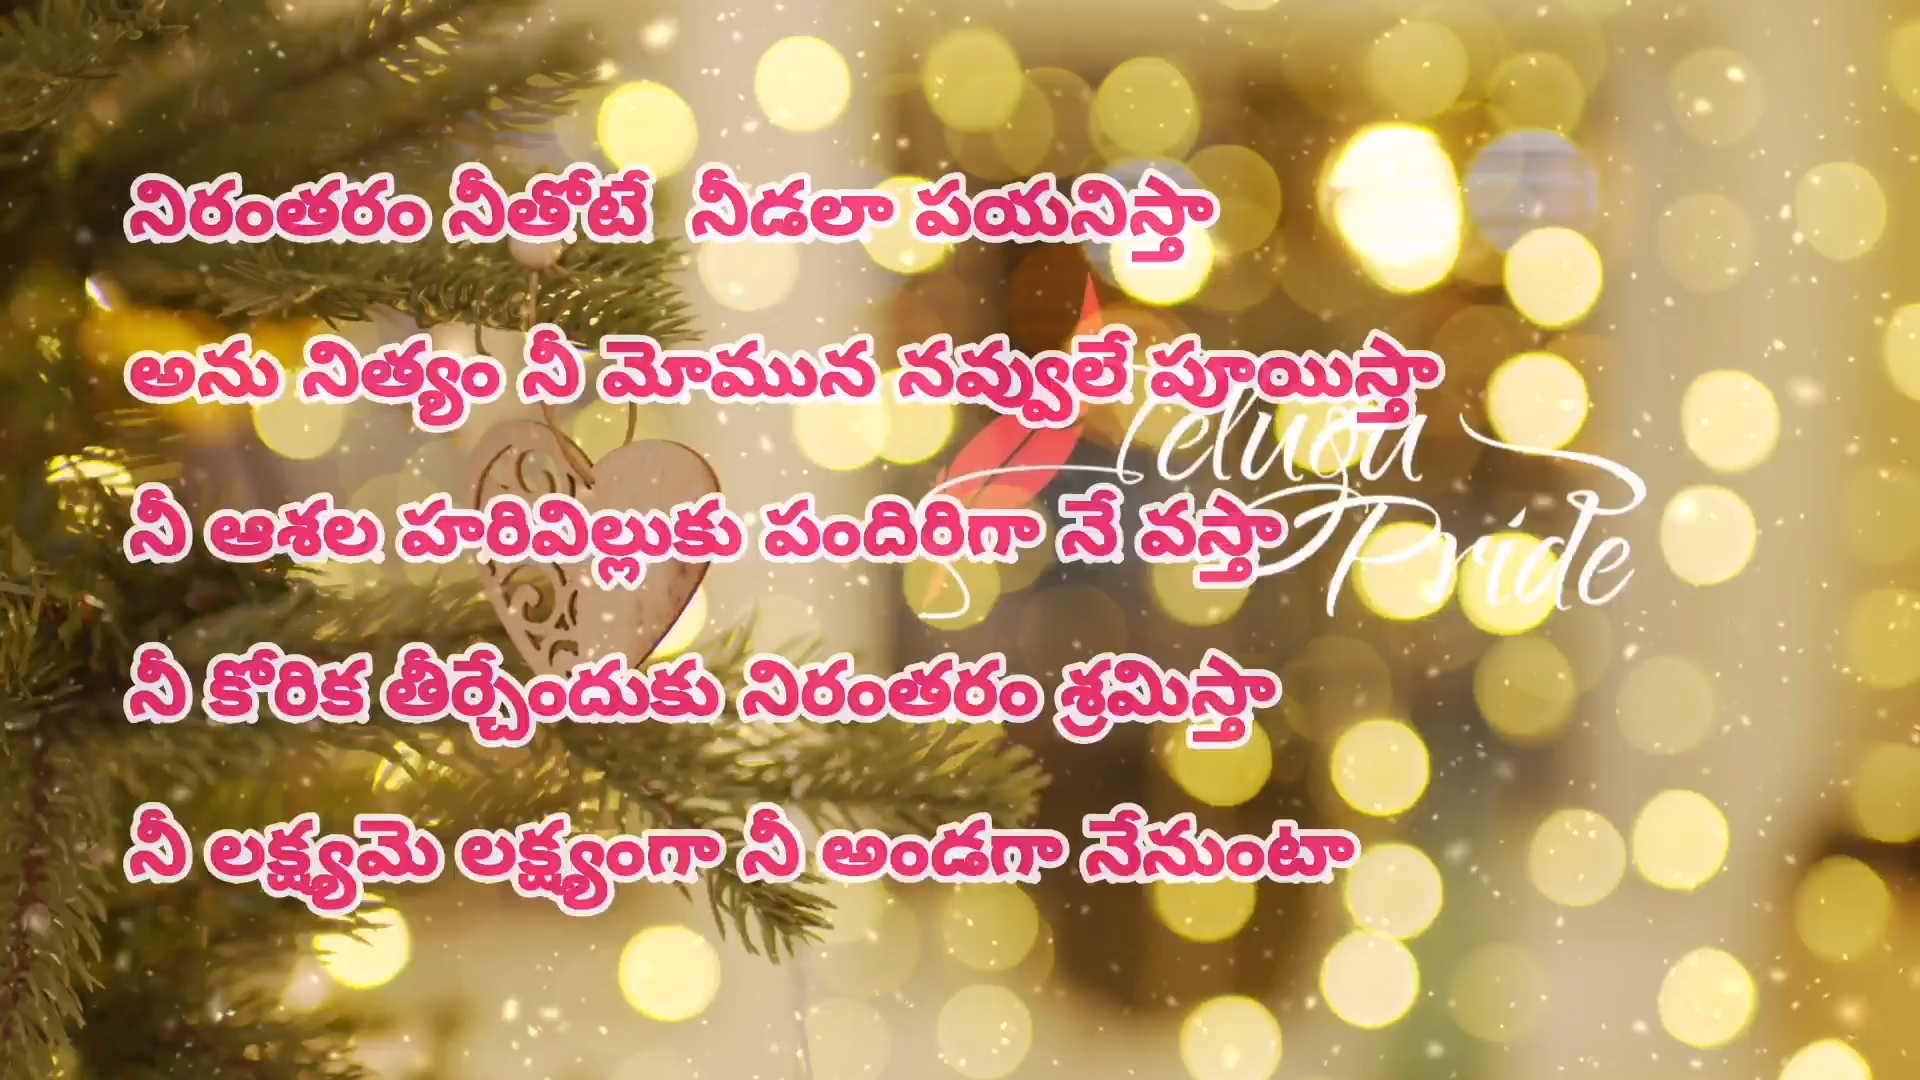 నిరంతరం నీతోటే నీడలా పయనిస్తా
అను నిత్యం నీ మోమున నవ్వులే పూయిస్తా
Telugu
Pride
నీ ఆశల హరివిల్లుకు పందిరిగా నే వస్తా
నీ కోరిక తీర్చేందుకు నిరంతరం శ్రమిస్తా
నీ లక్ష్యమె లక్ష్యంగా నీ అండగా నేనుంటా